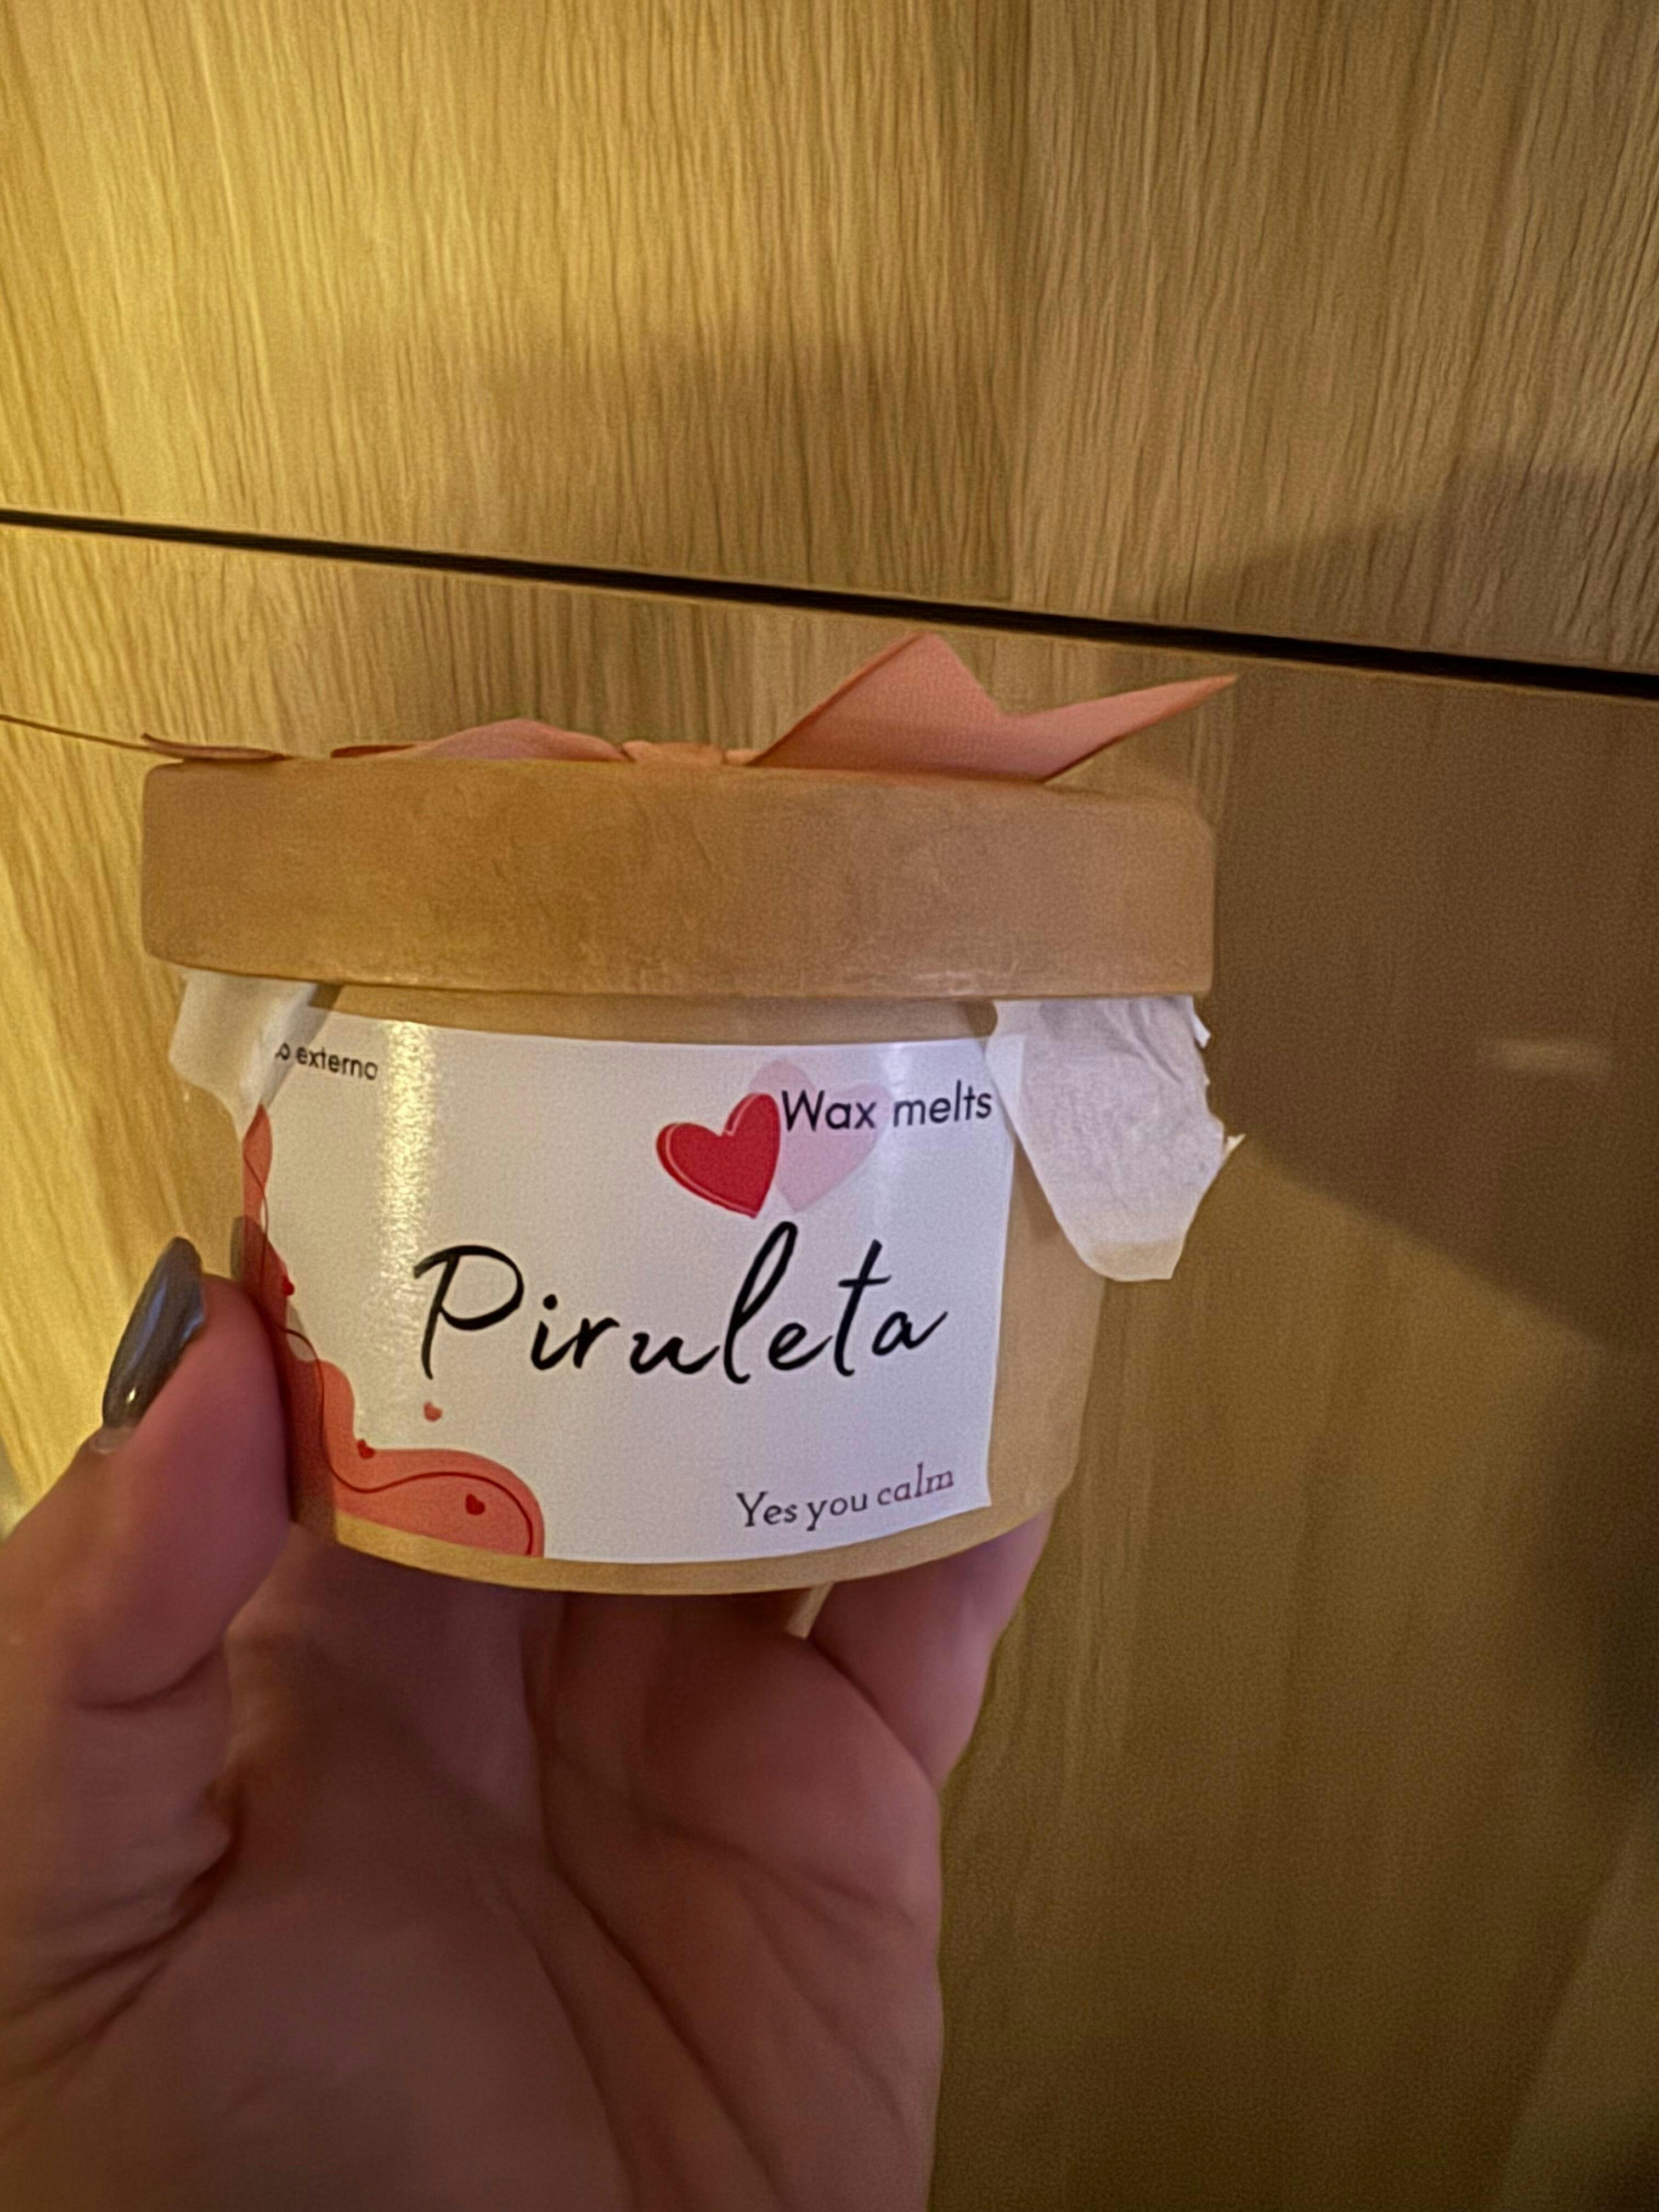 externo
Wax melts
Piruleta
Yes you calm